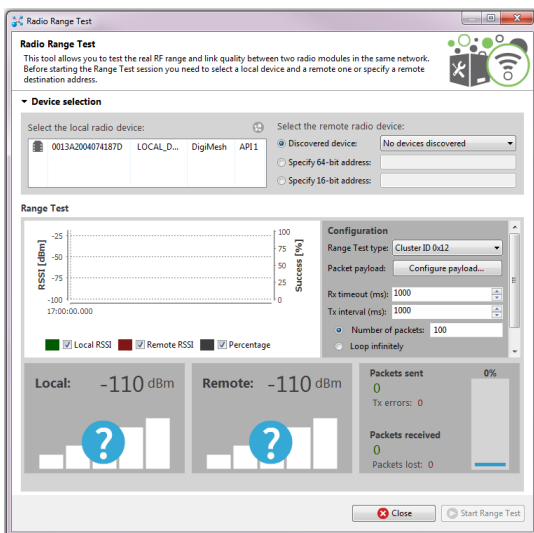 Radio Range Test
Radio Range Test
This tool allows you to test the real RF range and link quality between two radio modules in the same network.
Before starting the Range Test session you need to select a local device and a remote one or specify a remote
destination address.
Device selection
Select the local radio device:
0013A2004074187D LOCAL_D... DigiMesh API 1
Select the remote radio device:
Discovered device: No devices discovered
Specify 64-bit address:
Specify 16-bit address:
Range Test
RSSI [dBm]
-25
-50
-75
-100
17:00:00.000
100
75
50
25
0
Success [%]
Local RSSI Remote RSSI Percentage
Configuration
Range Test type: Cluster ID 0x12
Packet payload: Configure payload...
Rx timeout (ms): 1000
Tx interval (ms): 1000
Number of packets: 100
Loop infinitely
Local: -110 dBm
?
Remote: -110 dBm
?
Packets sent 0%
0
Tx errors: 0
Packets received
0
Packets lost: 0
Close Start Range Test